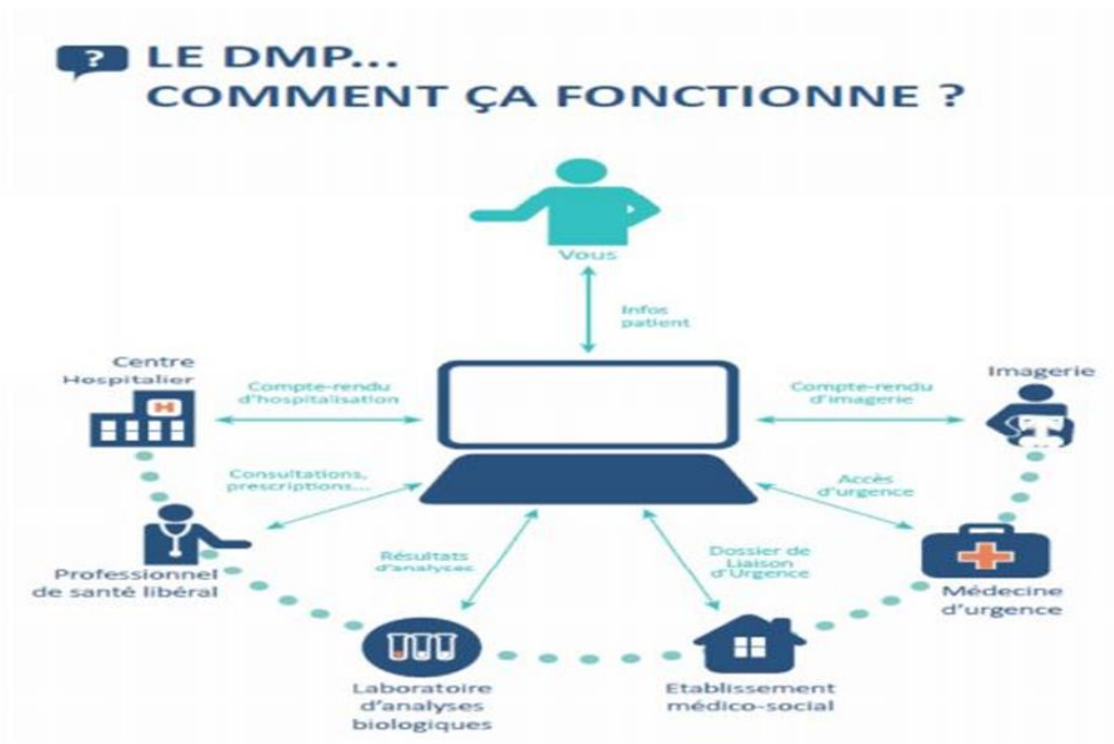 ?
LE DMP...
COMMENT ÇA FONCTIONNE ?
Vous
Infos
patient
Centre
Hospitalier
H
Compte-rendu
d'hospitalisation
Compte-rendu
d'imagerie
Imagerie
Consultations,
prescriptions...
Accès
d'urgence
Résultats
d'analyses
Dossier de
Liaison
d'Urgence
Professionnel
de santé libéral
Médecine
d'urgence
Laboratoire
d'analyses
biologiques
Etablissement
médico-social